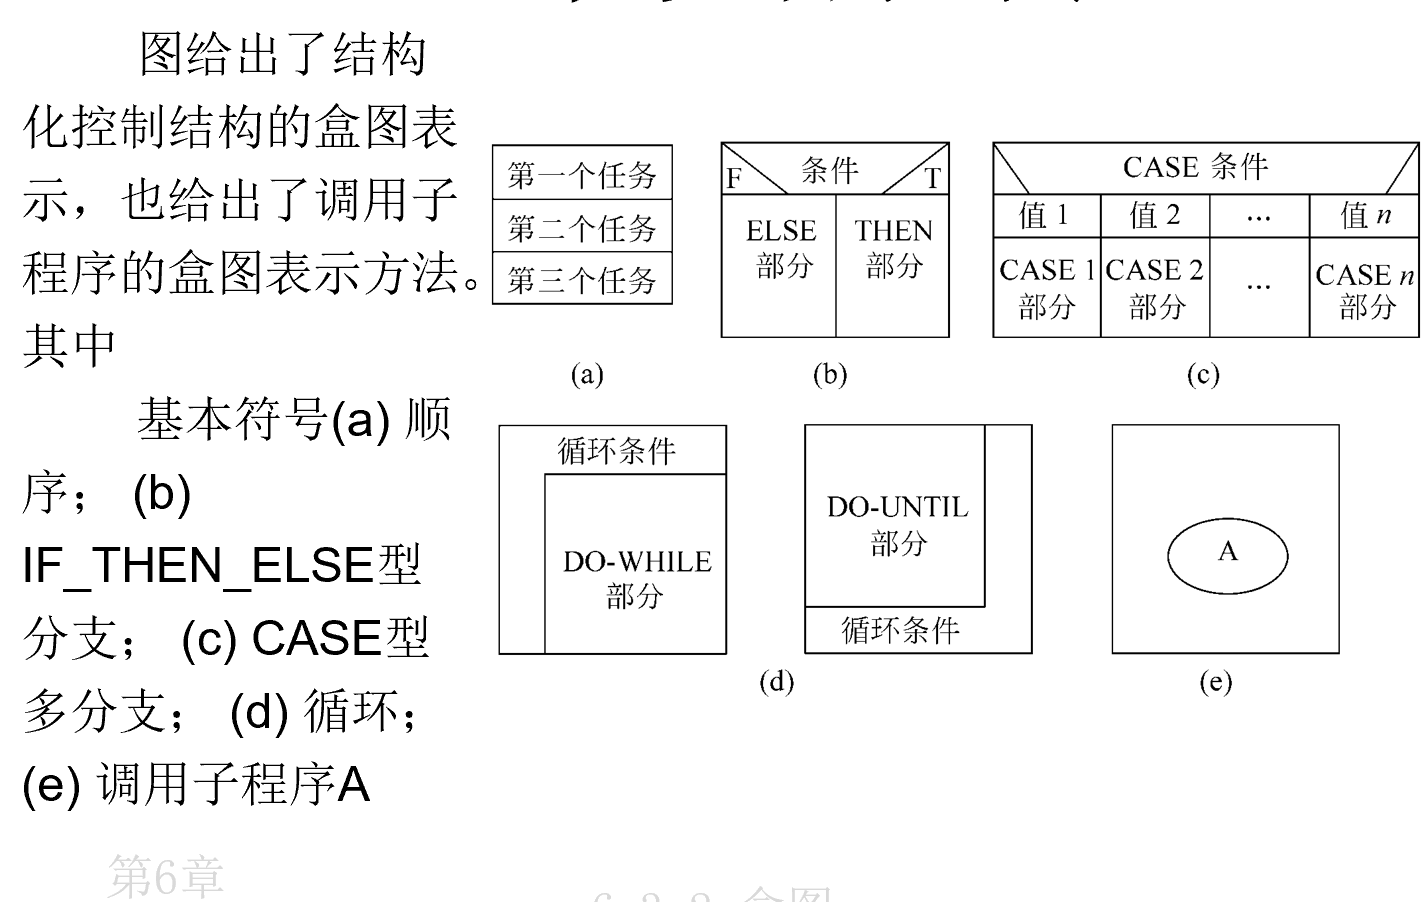 图给出了结构
化控制结构的盒图表
示，也给出了调用子
程序的盒图表示方法。
其中
基本符号(a) 顺
序； (b)
IF_THEN_ELSE型
分支； (c) CASE型
多分支； (d) 循环；
(e) 调用子程序A
第一个任务
第二个任务
第三个任务
(a)
F 条件 T
ELSE THEN
部分 部分
(b)
CASE 条件
值 1 值 2 ... 值 n
CASE 1 CASE 2 ... CASE n
部分 部分 部分
(c)
循环条件
DO-WHILE
部分
DO-UNTIL
部分
循环条件
(d)
A
(e)
第6章